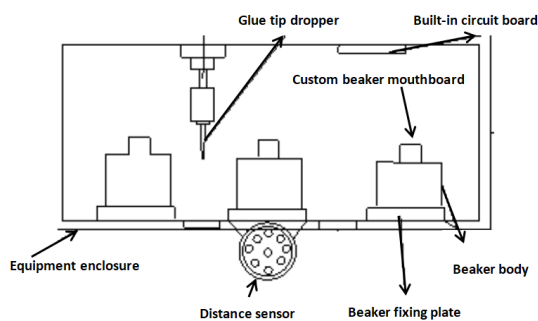 Glue tip dropper
Built-in circuit board
Custom beaker mouthboard
Equipment enclosure
Beaker body
Distance sensor
Beaker fixing plate